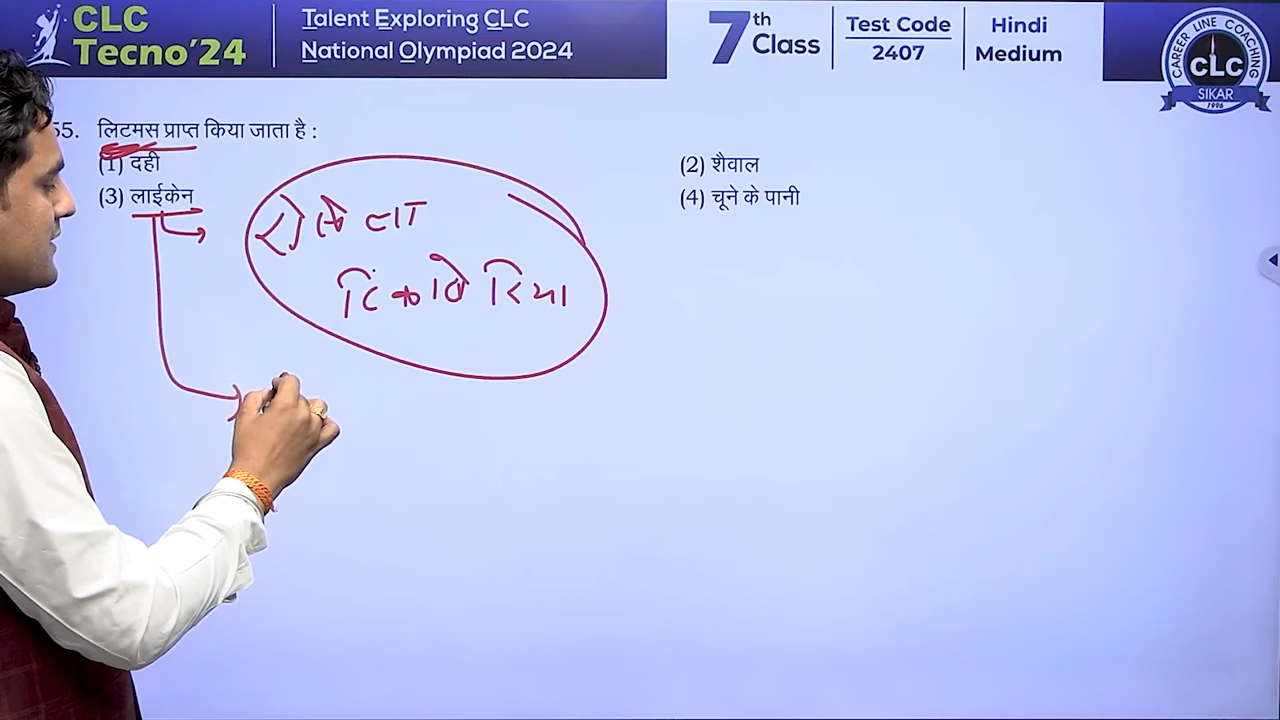 CLC
Tecno'24
Talent Exploring CLC
National Olympiad 2024
7th
Class
Test Code
2407
Hindi
Medium
CAREER LINE COACHING
CLC
SIKAR
1996
55. लिटमस प्राप्त किया जाता है :
(1) दही
(2) शैवाल
(3) लाईकेन
(4) चूने के पानी